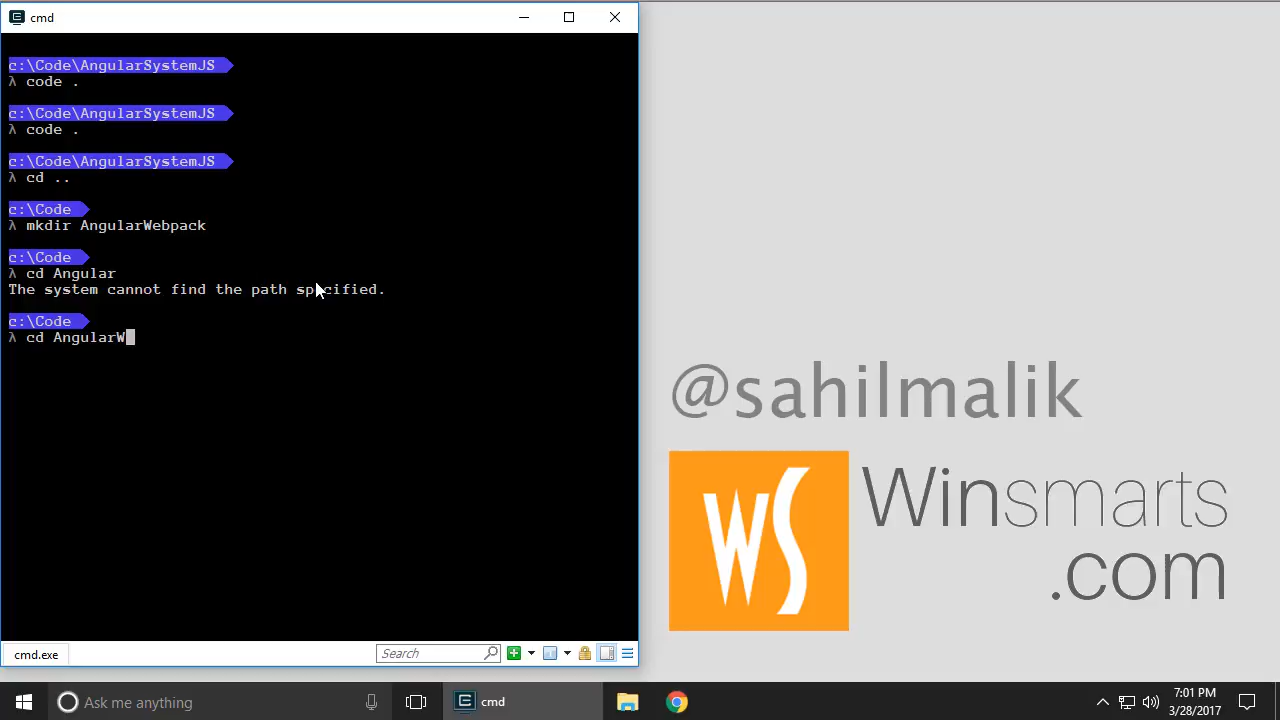 cmd
c:\Code\AngularSystemJS
λ code .
c:\Code\AngularSystemJS
λ code .
c:\Code\AngularSystemJS
λ cd ..
c:\Code
λ mkdir AngularWebpack
c:\Code
λ cd Angular
The system cannot find the path specified.
c:\Code
λ cd AngularW
@sahilmalik
WS
Winsmarts
.com
cmd.exe
Search
Ask me anything
cmd
7:01 PM
3/28/2017